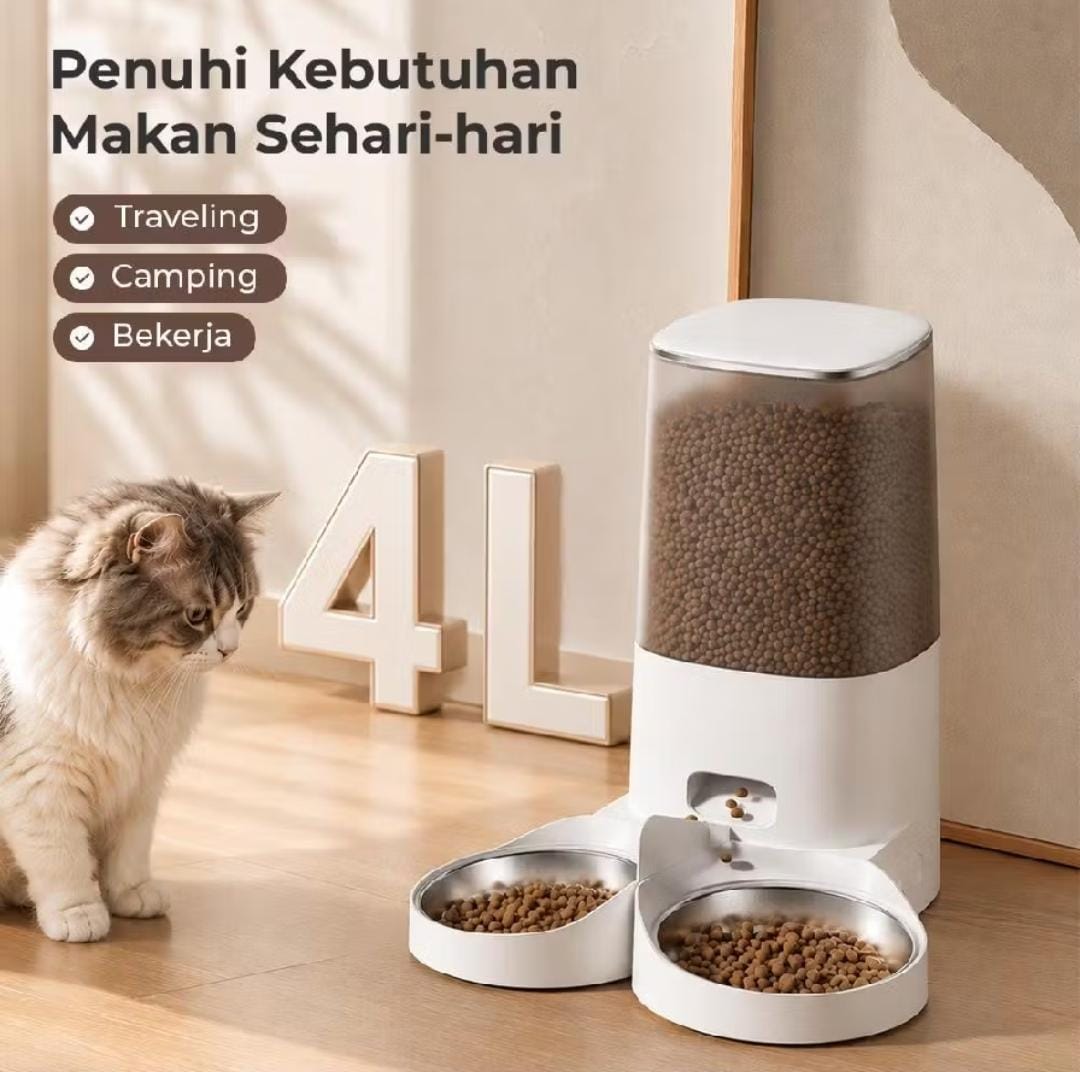 Penuhi Kebutuhan
Makan Sehari-hari
Traveling
Camping
Bekerja
4L